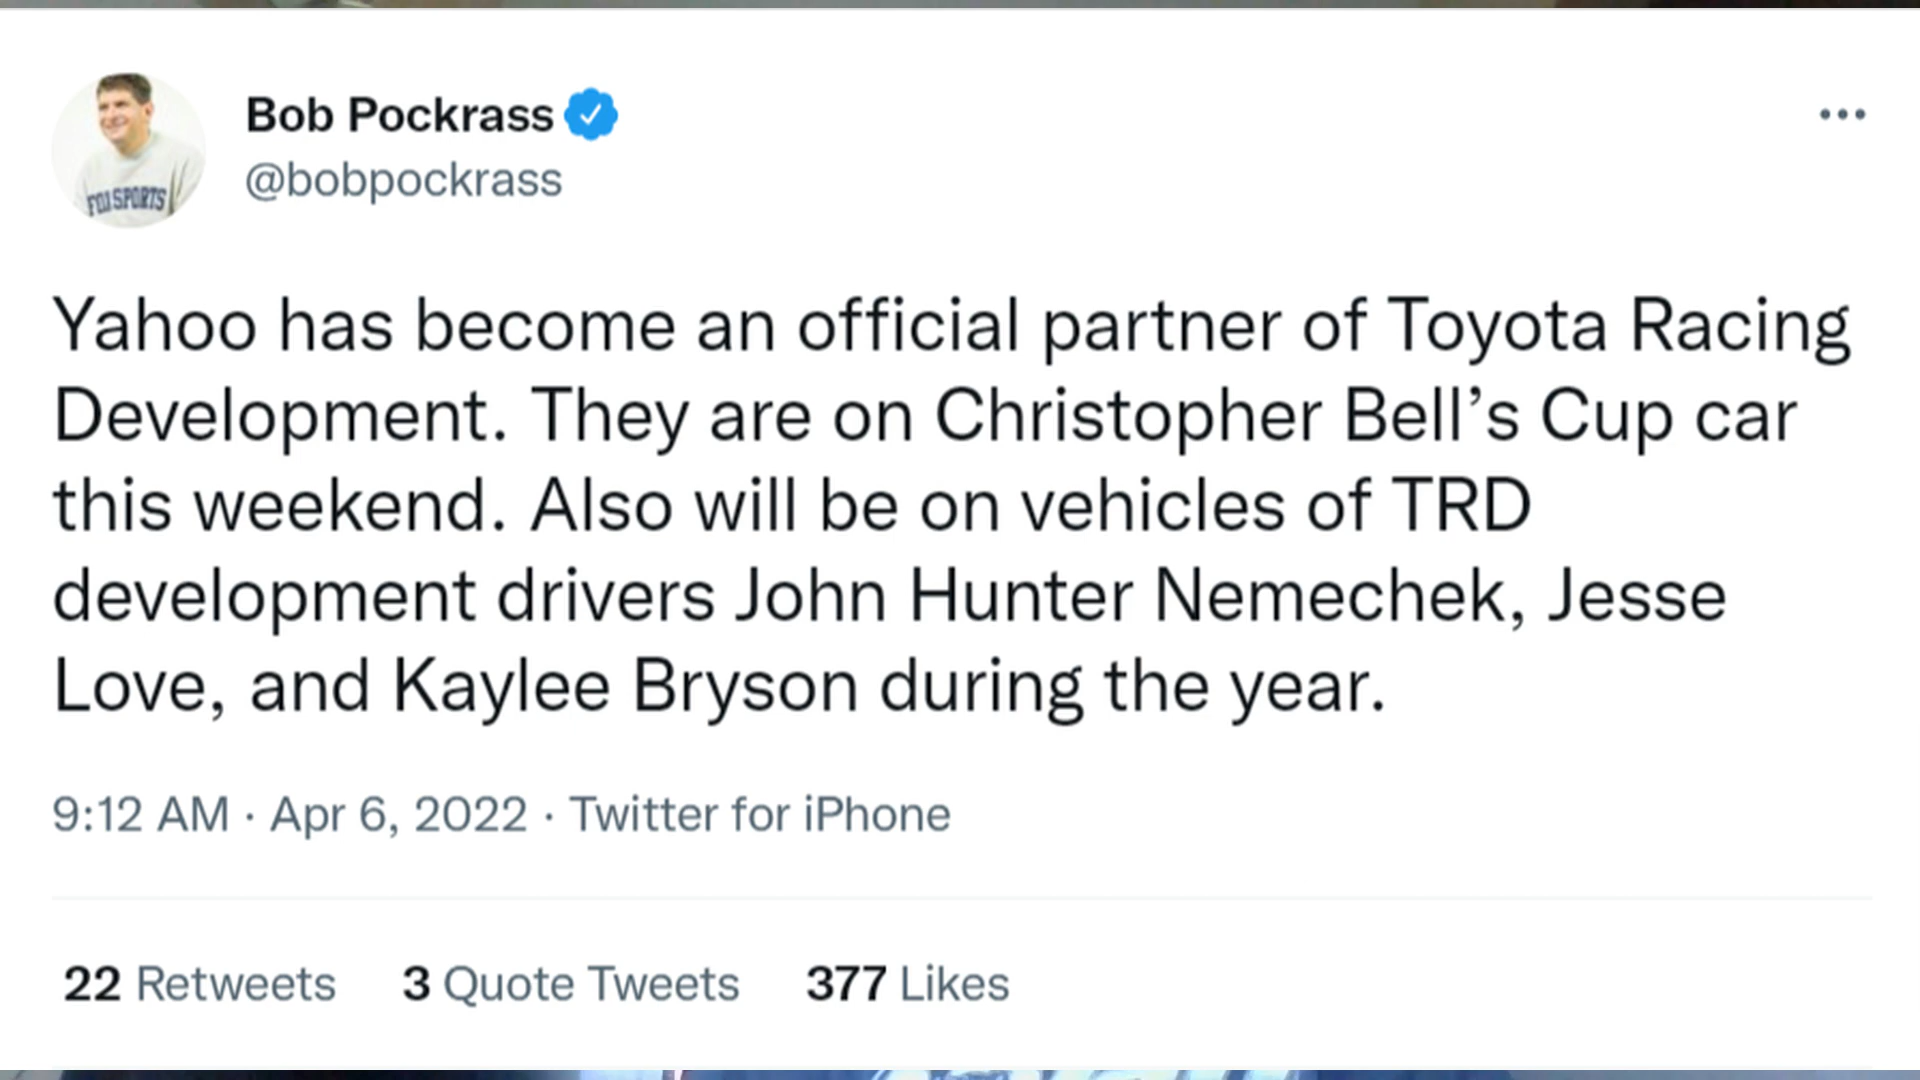 Bob Pockrass
@bobpockrass
FOX SPORTS
Yahoo has become an official partner of Toyota Racing
Development. They are on Christopher Bell’s Cup car
this weekend. Also will be on vehicles of TRD
development drivers John Hunter Nemechek, Jesse
Love, and Kaylee Bryson during the year.
9:12 AM · Apr 6, 2022 · Twitter for iPhone
22 Retweets 3 Quote Tweets 377 Likes